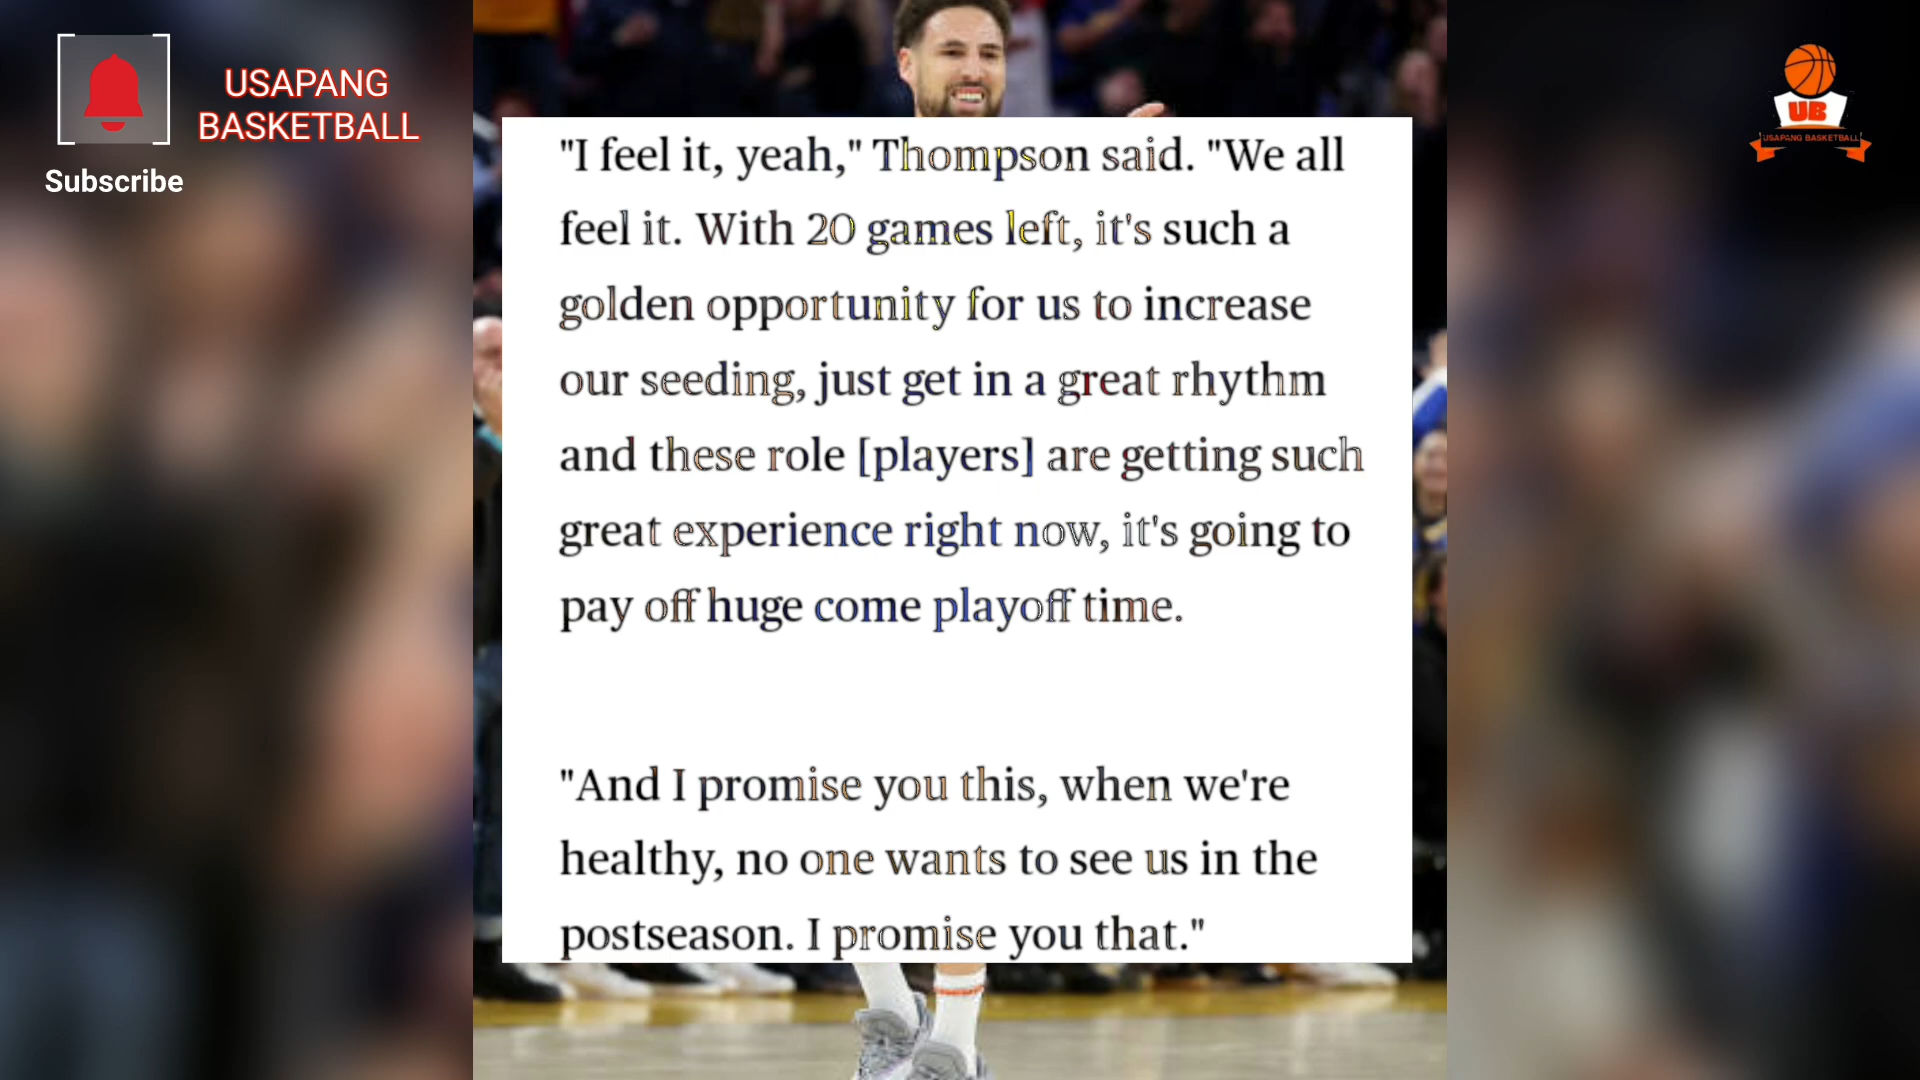 USAPANG
BASKETBALL
Subscribe
UB
USAPANG BASKETBALL
"I feel it, yeah," Thompson said. "We all
feel it. With 20 games left, it's such a
golden opportunity for us to increase
our seeding, just get in a great rhythm
and these role [players] are getting such
great experience right now, it's going to
pay off huge come playoff time.
"And I promise you this, when we're
healthy, no one wants to see us in the
postseason. I promise you that."